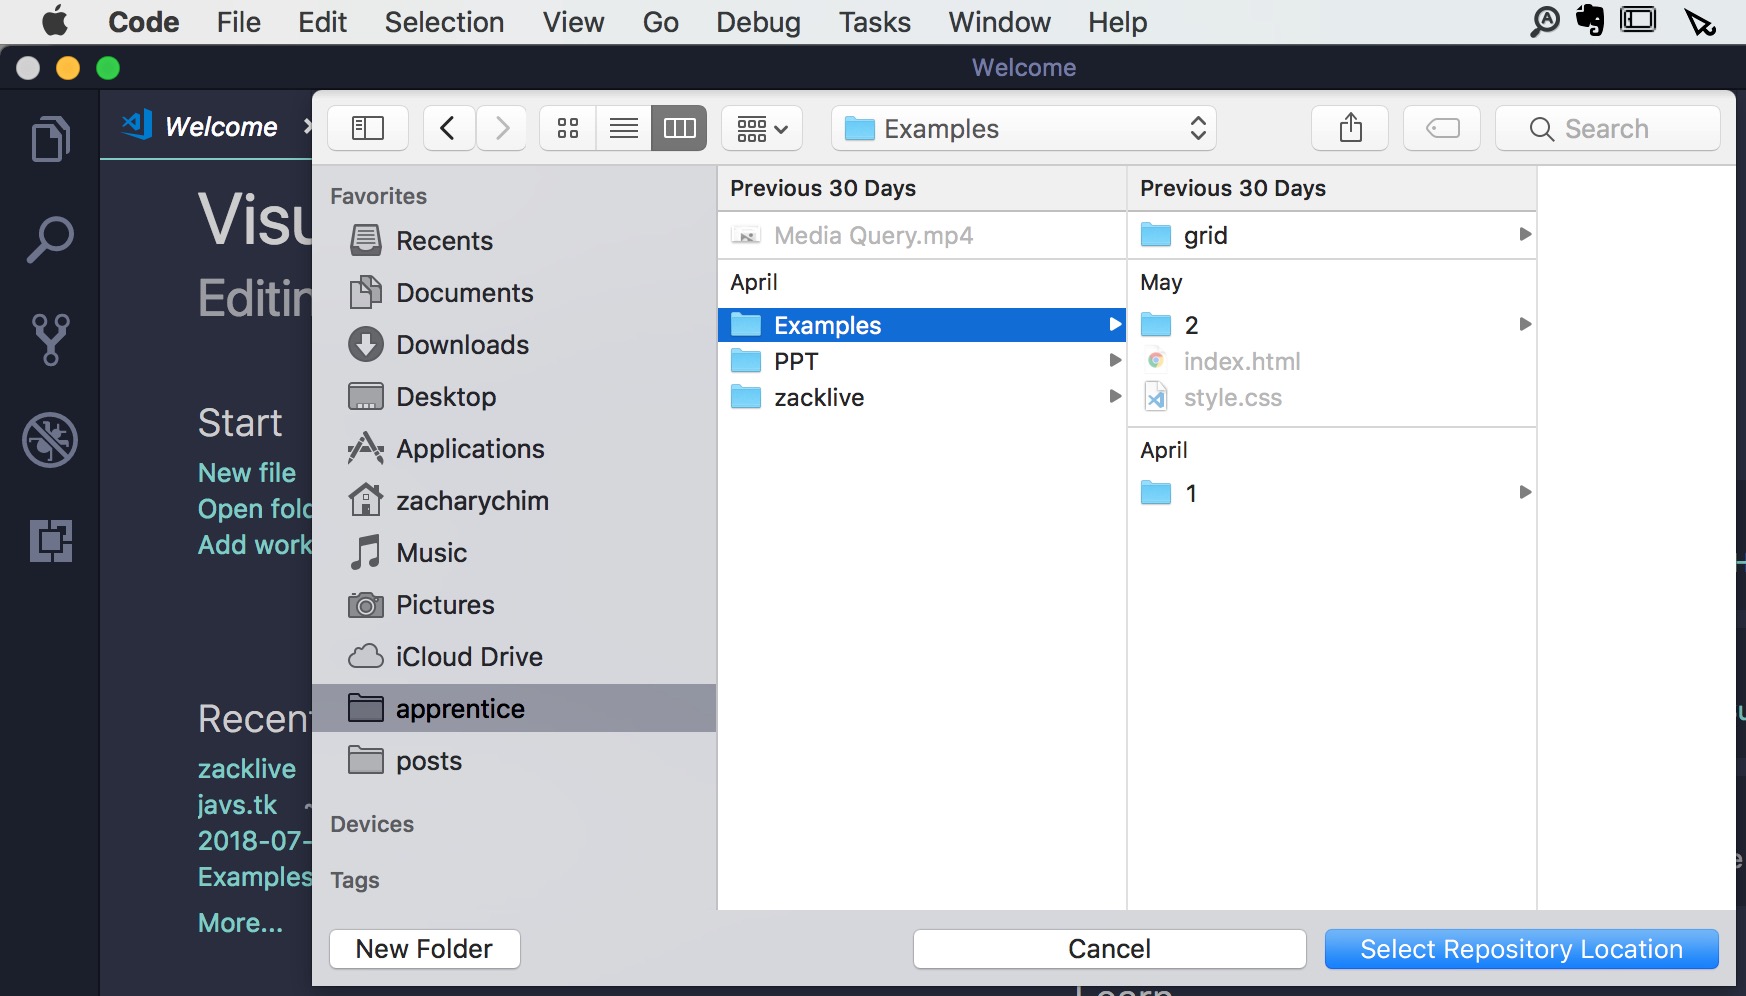 Code File Edit Selection View Go Debug Tasks Window Help
Welcome
Welcome
Examples
Search
Favorites
Recents
Documents
Downloads
Desktop
Applications
zacharychim
Music
Pictures
iCloud Drive
apprentice
posts
Devices
Tags
Previous 30 Days
Media Query.mp4
April
Examples
PPT
zacklive
Previous 30 Days
grid
May
2
index.html
style.css
April
1
New Folder
Cancel
Select Repository Location
Visu
Editin
Start
New file
Open fold
Add work
Recent
zacklive
javs.tk ~
2018-07-
Examples
More...